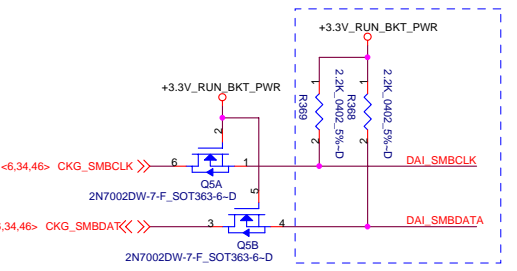 +3.3V_RUN_BKT_PWR
+3.3V_RUN_BKT_PWR
1
1
2.2K_0402_5%~D
R369
2.2K_0402_5%~D
R368
2
2
2
<6,34,46> CKG_SMBCLK
6
1
DAI_SMBCLK
Q5A
2N7002DW-7-F_SOT363-6~D
5
,34,46> CKG_SMBDAT
3
4
DAI_SMBDATA
Q5B
2N7002DW-7-F_SOT363-6~D